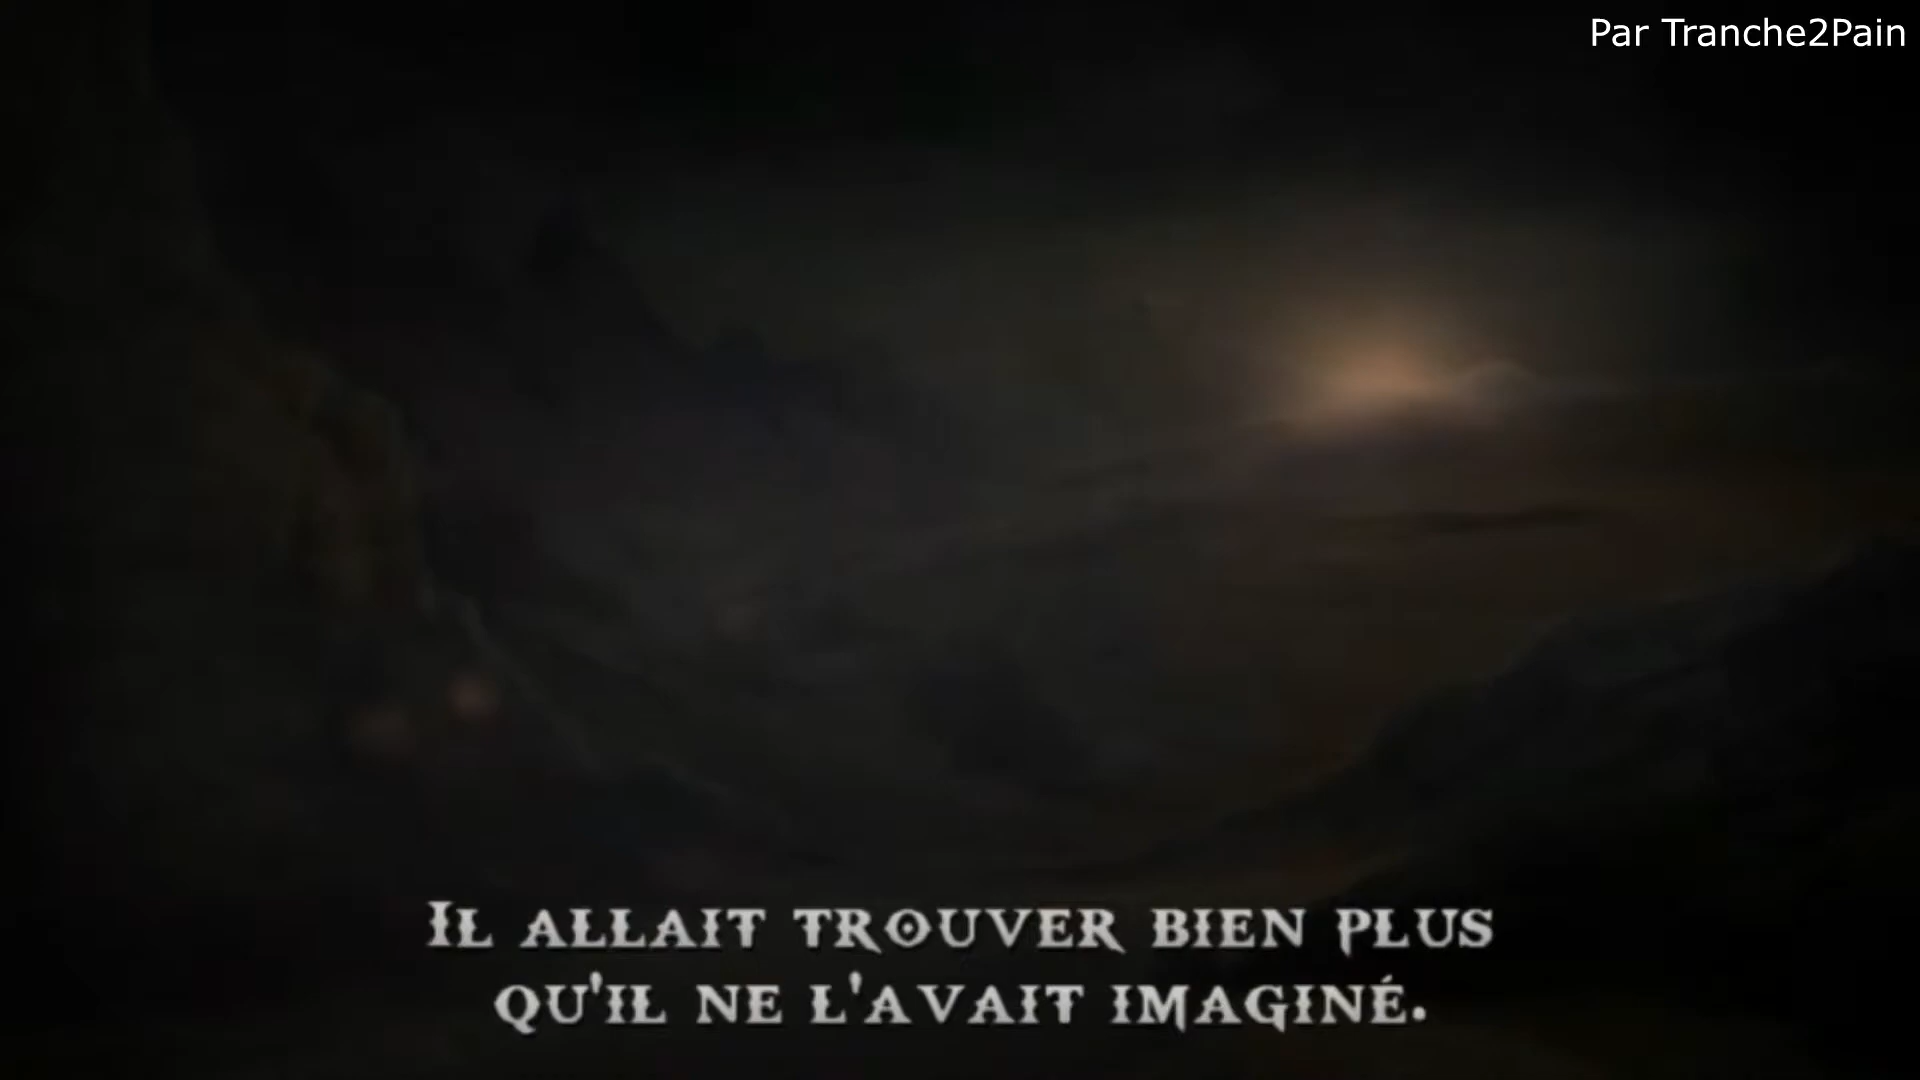 Par Tranche2Pain
Il allait trouver bien plus
qu'il ne l'avait imaginé.